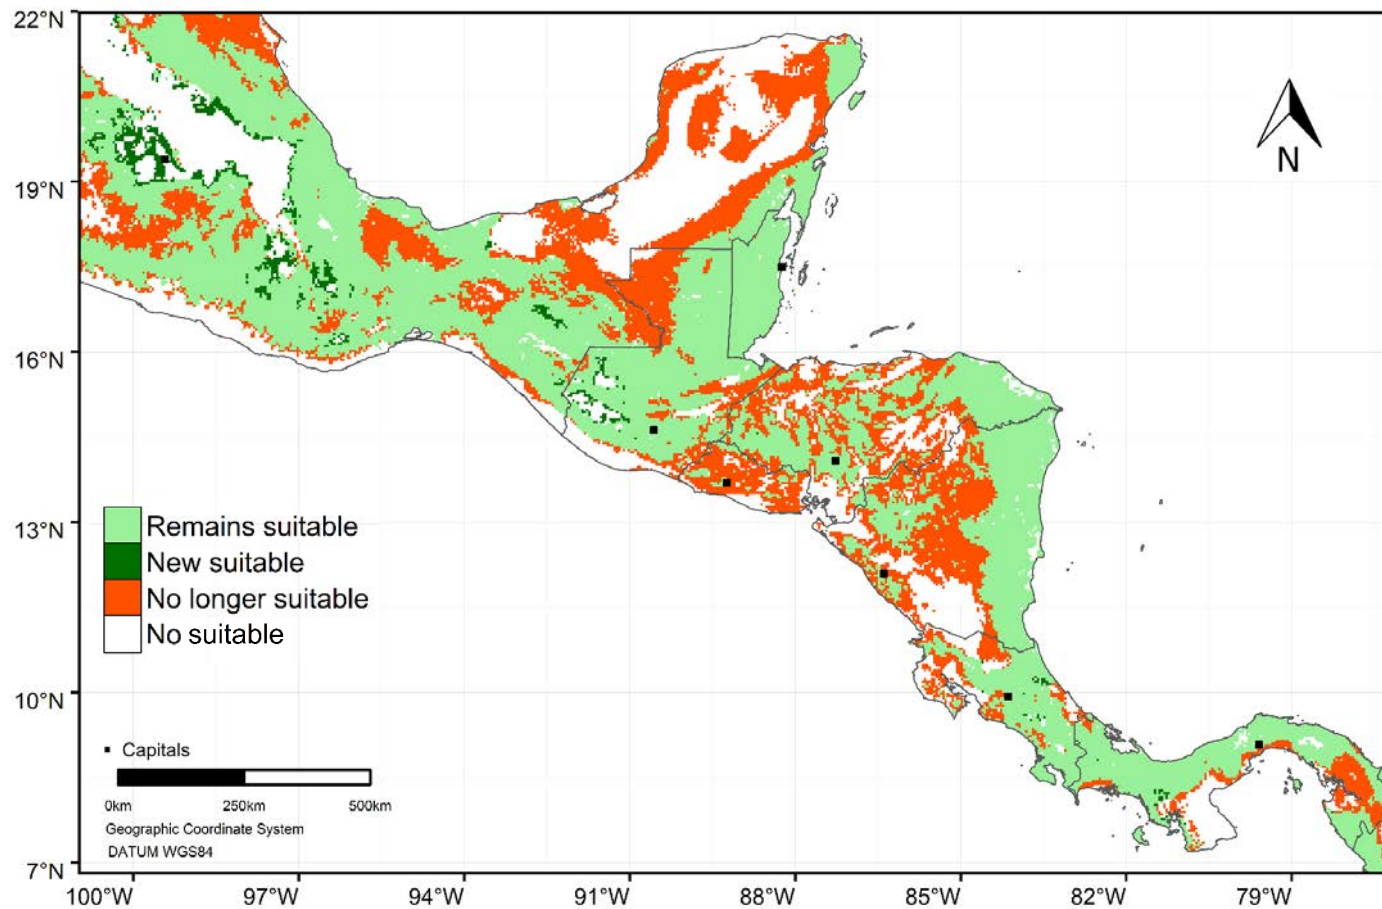 22°N
19°N
16°N
13°N
10°N
7°N
N
Remains suitable
New suitable
No longer suitable
No suitable
Capitals
0km 250km 500km
Geographic Coordinate System
DATUM WGS84
100°W 97°W 94°W 91°W 88°W 85°W 82°W 79°W